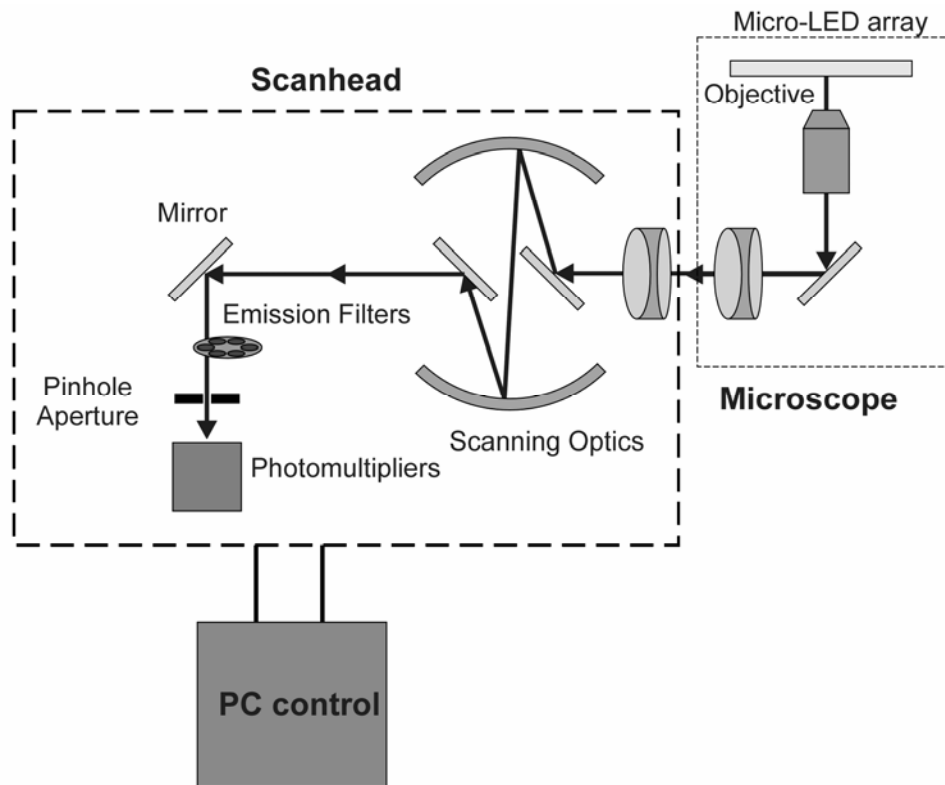 Micro-LED array
Scanhead
Objective
Mirror
Emission Filters
Pinhole
Aperture
Microscope
Scanning Optics
Photomultipliers
PC control